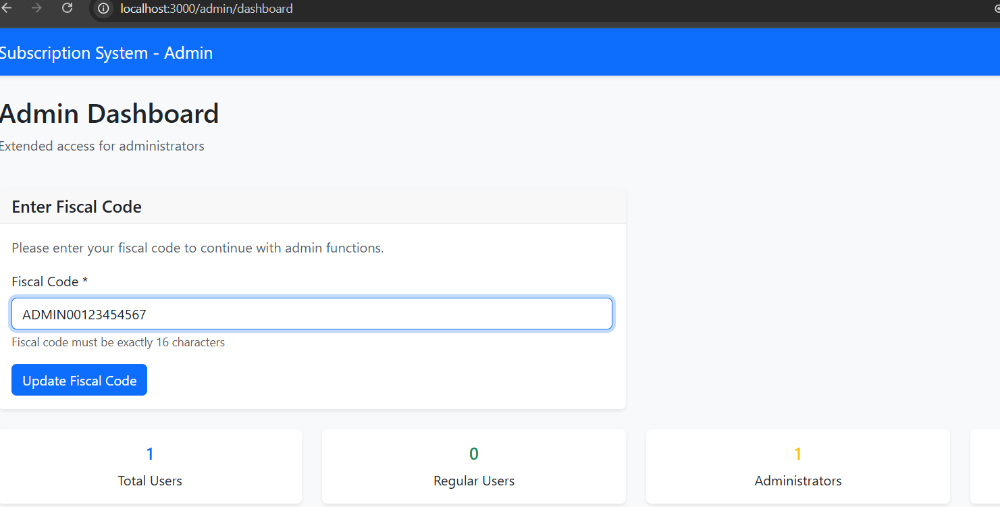 localhost:3000/admin/dashboard
Subscription System - Admin
Admin Dashboard
Extended access for administrators
Enter Fiscal Code
Please enter your fiscal code to continue with admin functions.
Fiscal Code *
ADMIN00123454567
Fiscal code must be exactly 16 characters
Update Fiscal Code
1
Total Users
0
Regular Users
1
Administrators